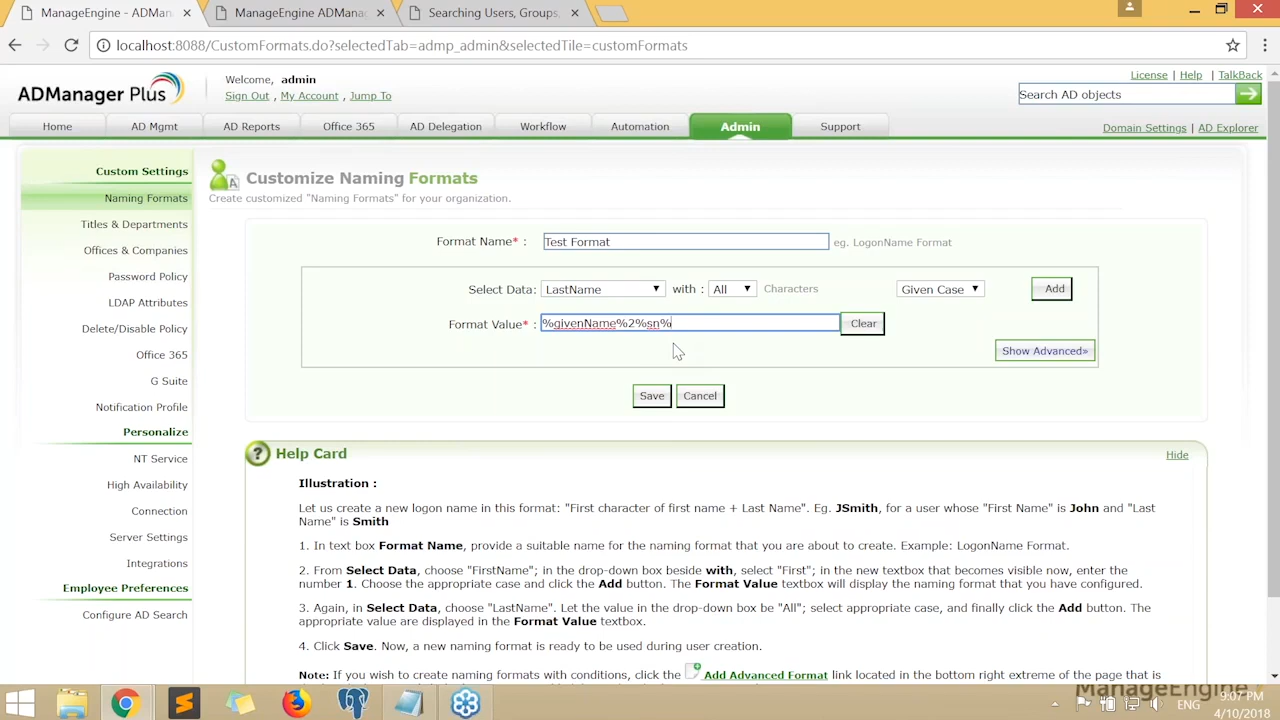 ManageEngine - ADManag
ManageEngine ADManag
Searching Users, Groups,
localhost:8088/CustomFormats.do?selectedTab=admp_admin&selectedTile=customFormats
ADManager Plus
Welcome, admin
Sign Out , My Account , Jump To
License | Help | TalkBack
Search AD objects
Home
AD Mgmt
AD Reports
Office 365
AD Delegation
Workflow
Automation
Admin
Support
Domain Settings | AD Explorer
Custom Settings
Naming Formats
Titles & Departments
Offices & Companies
Password Policy
LDAP Attributes
Delete/Disable Policy
Office 365
G Suite
Notification Profile
Personalize
NT Service
High Availability
Connection
Server Settings
Integrations
Employee Preferences
Configure AD Search
Customize Naming Formats
Create customized "Naming Formats" for your organization.
Format Name* : Test Format eg. LogonName Format
Select Data: LastName with : All Characters Given Case Add
Format Value* : %givenName%2%sn% Clear
Show Advanced»
Save Cancel
? Help Card Hide
Illustration :
Let us create a new logon name in this format: "First character of first name + Last Name". Eg. JSmith, for a user whose "First Name" is John and "Last
Name" is Smith
1. In text box Format Name, provide a suitable name for the naming format that you are about to create. Example: LogonName Format.
2. From Select Data, choose "FirstName"; in the drop-down box beside with, select "First"; in the new textbox that becomes visible now, enter the
number 1. Choose the appropriate case and click the Add button. The Format Value textbox will display the naming format that you have configured.
3. Again, in Select Data, choose "LastName". Let the value in the drop-down box be "All"; select appropriate case, and finally click the Add button. The
appropriate value are displayed in the Format Value textbox.
4. Click Save. Now, a new naming format is ready to be used during user creation.
Note: If you wish to create naming formats with conditions, click the Add Advanced Format link located in the bottom right extreme of the page that is
ManageEngine
ENG
9:07 PM
4/10/2018